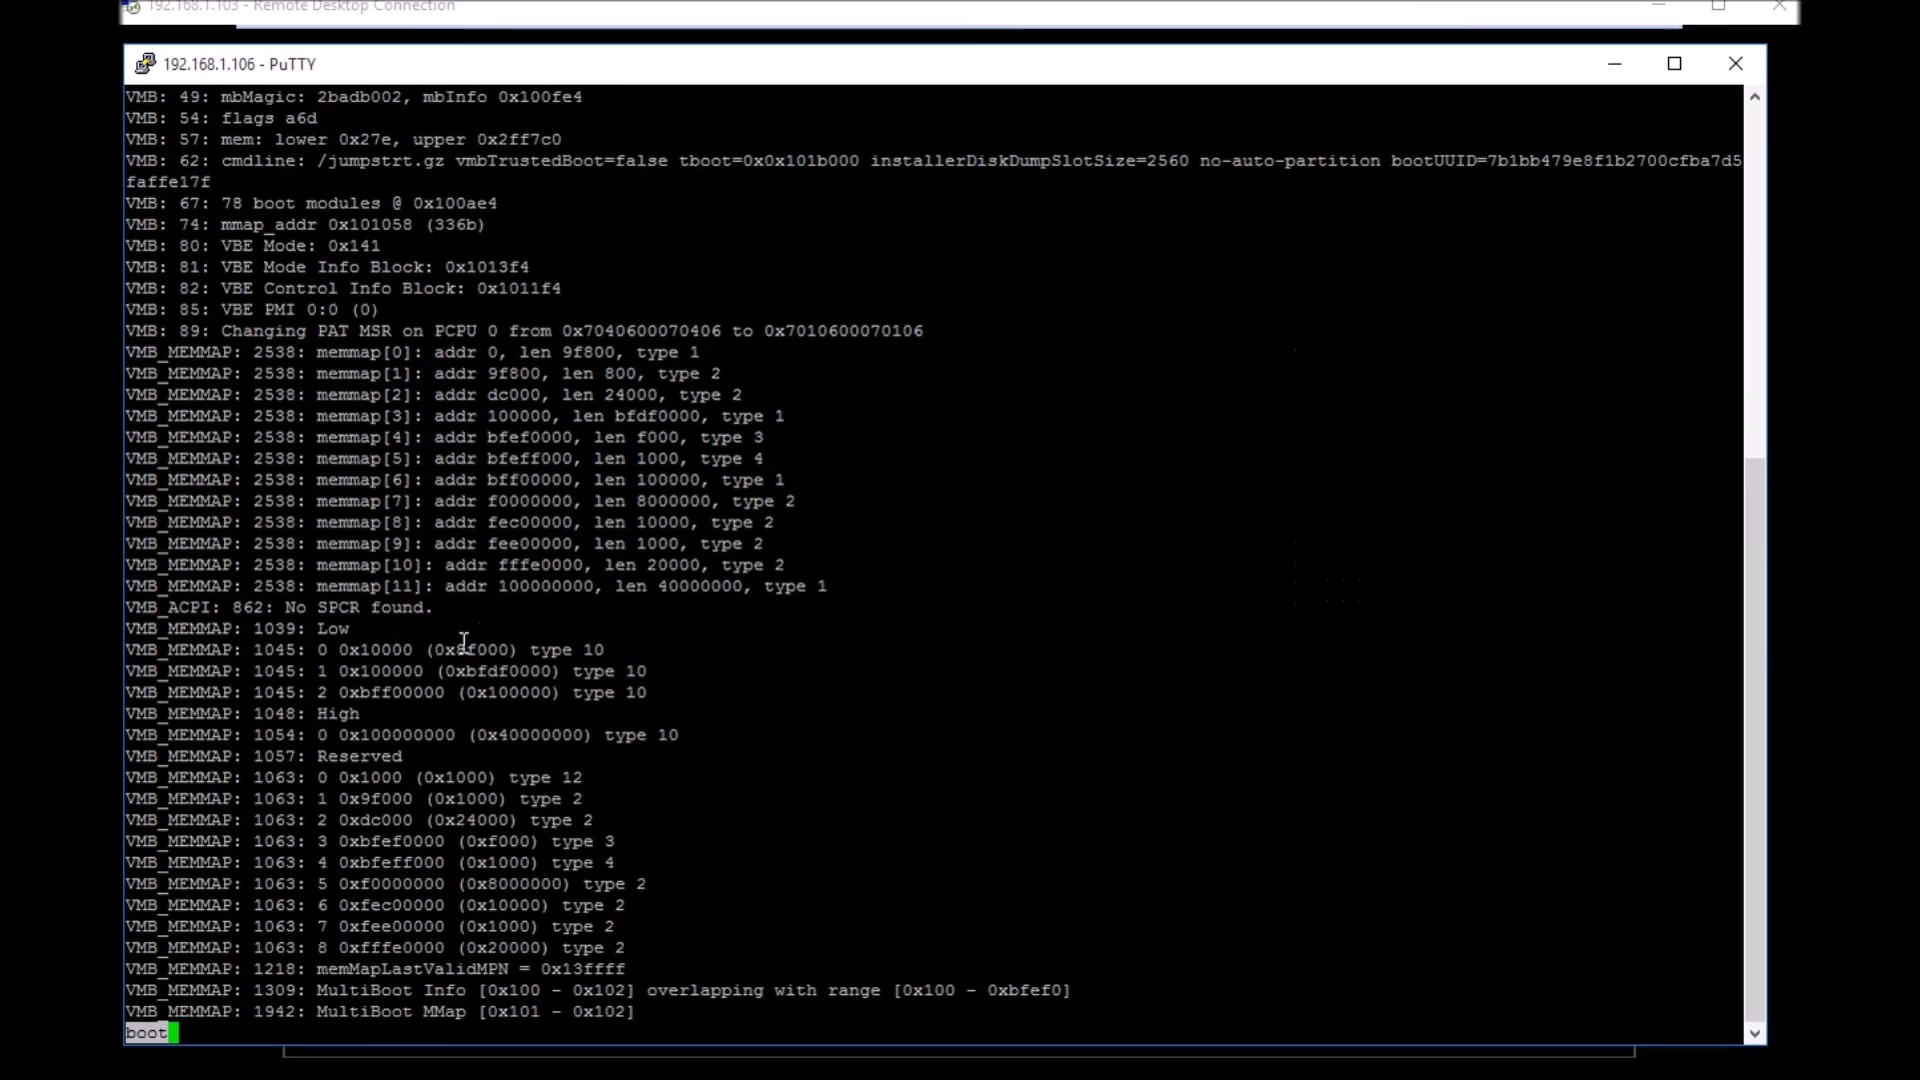 192.168.1.103 - Remote Desktop Connection
192.168.1.106 - PuTTY
VMB: 49: mbMagic: 2badb002, mbInfo 0x100fe4
VMB: 54: flags a6d
VMB: 57: mem: lower 0x27e, upper 0x2ff7c0
VMB: 62: cmdline: /jumpstrt.gz vmbTrustedBoot=false tboot=0x0x101b000 installerDiskDumpSlotSize=2560 no-auto-partition bootUUID=7b1bb479e8f1b2700cfba7d5
faffe17f
VMB: 67: 78 boot modules @ 0x100ae4
VMB: 74: mmap_addr 0x101058 (336b)
VMB: 80: VBE Mode: 0x141
VMB: 81: VBE Mode Info Block: 0x1013f4
VMB: 82: VBE Control Info Block: 0x1011f4
VMB: 85: VBE PMI 0:0 (0)
VMB: 89: Changing PAT MSR on PCPU 0 from 0x7040600070406 to 0x7010600070106
VMB_MEMMAP: 2538: memmap[0]: addr 0, len 9f800, type 1
VMB_MEMMAP: 2538: memmap[1]: addr 9f800, len 800, type 2
VMB_MEMMAP: 2538: memmap[2]: addr dc000, len 24000, type 2
VMB_MEMMAP: 2538: memmap[3]: addr 100000, len bfdf0000, type 1
VMB_MEMMAP: 2538: memmap[4]: addr bfef0000, len f000, type 3
VMB_MEMMAP: 2538: memmap[5]: addr bfeff000, len 1000, type 4
VMB_MEMMAP: 2538: memmap[6]: addr bff00000, len 100000, type 1
VMB_MEMMAP: 2538: memmap[7]: addr f0000000, len 8000000, type 2
VMB_MEMMAP: 2538: memmap[8]: addr fec00000, len 10000, type 2
VMB_MEMMAP: 2538: memmap[9]: addr fee00000, len 1000, type 2
VMB_MEMMAP: 2538: memmap[10]: addr fffe0000, len 20000, type 2
VMB_MEMMAP: 2538: memmap[11]: addr 100000000, len 40000000, type 1
VMB_ACPI: 862: No SPCR found.
VMB_MEMMAP: 1039: Low
VMB_MEMMAP: 1045: 0 0x10000 (0x8f000) type 10
VMB_MEMMAP: 1045: 1 0x100000 (0xbfdf0000) type 10
VMB_MEMMAP: 1045: 2 0xbff00000 (0x100000) type 10
VMB_MEMMAP: 1048: High
VMB_MEMMAP: 1054: 0 0x100000000 (0x40000000) type 10
VMB_MEMMAP: 1057: Reserved
VMB_MEMMAP: 1063: 0 0x1000 (0x1000) type 12
VMB_MEMMAP: 1063: 1 0x9f000 (0x1000) type 2
VMB_MEMMAP: 1063: 2 0xdc000 (0x24000) type 2
VMB_MEMMAP: 1063: 3 0xbfef0000 (0xf000) type 3
VMB_MEMMAP: 1063: 4 0xbfeff000 (0x1000) type 4
VMB_MEMMAP: 1063: 5 0xf0000000 (0x8000000) type 2
VMB_MEMMAP: 1063: 6 0xfec00000 (0x10000) type 2
VMB_MEMMAP: 1063: 7 0xfee00000 (0x1000) type 2
VMB_MEMMAP: 1063: 8 0xfffe0000 (0x20000) type 2
VMB_MEMMAP: 1218: memMapLastValidMPN = 0x13ffff
VMB_MEMMAP: 1309: MultiBoot Info [0x100 - 0x102] overlapping with range [0x100 - 0xbfef0]
VMB_MEMMAP: 1942: MultiBoot MMap [0x101 - 0x102]
boot